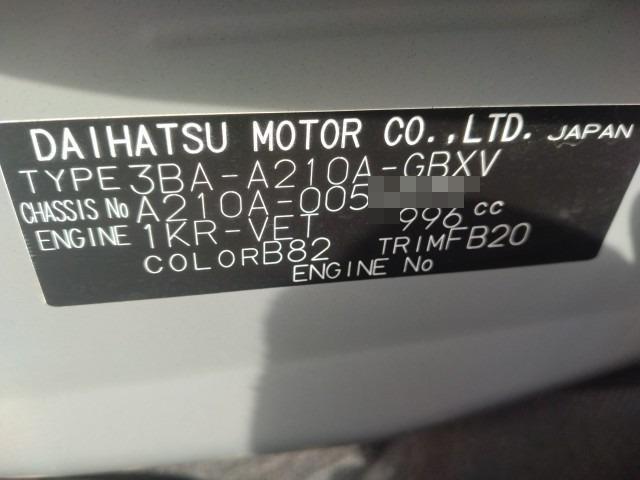 DAIHATSU MOTOR CO.,LTD. JAPAN
TYPE 3BA-A210A-GBXV
CHASSIS No A210A-005
ENGINE 1KR-VET 996 cc
COLOR B82 TRIM FB20
ENGINE No